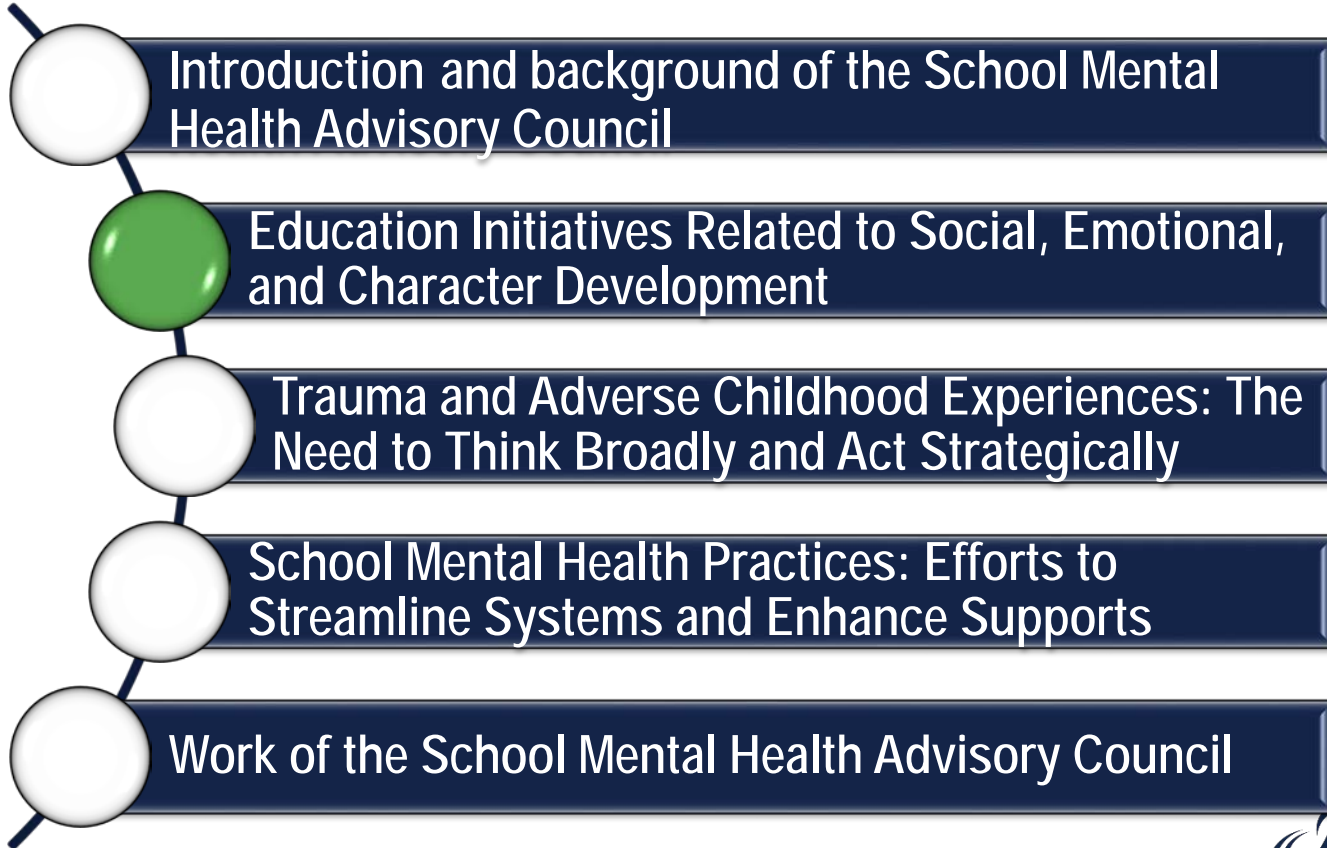 Introduction and background of the School Mental
Health Advisory Council
Education Initiatives Related to Social, Emotional,
and Character Development
Trauma and Adverse Childhood Experiences: The
Need to Think Broadly and Act Strategically
School Mental Health Practices: Efforts to
Streamline Systems and Enhance Supports
Work of the School Mental Health Advisory Council